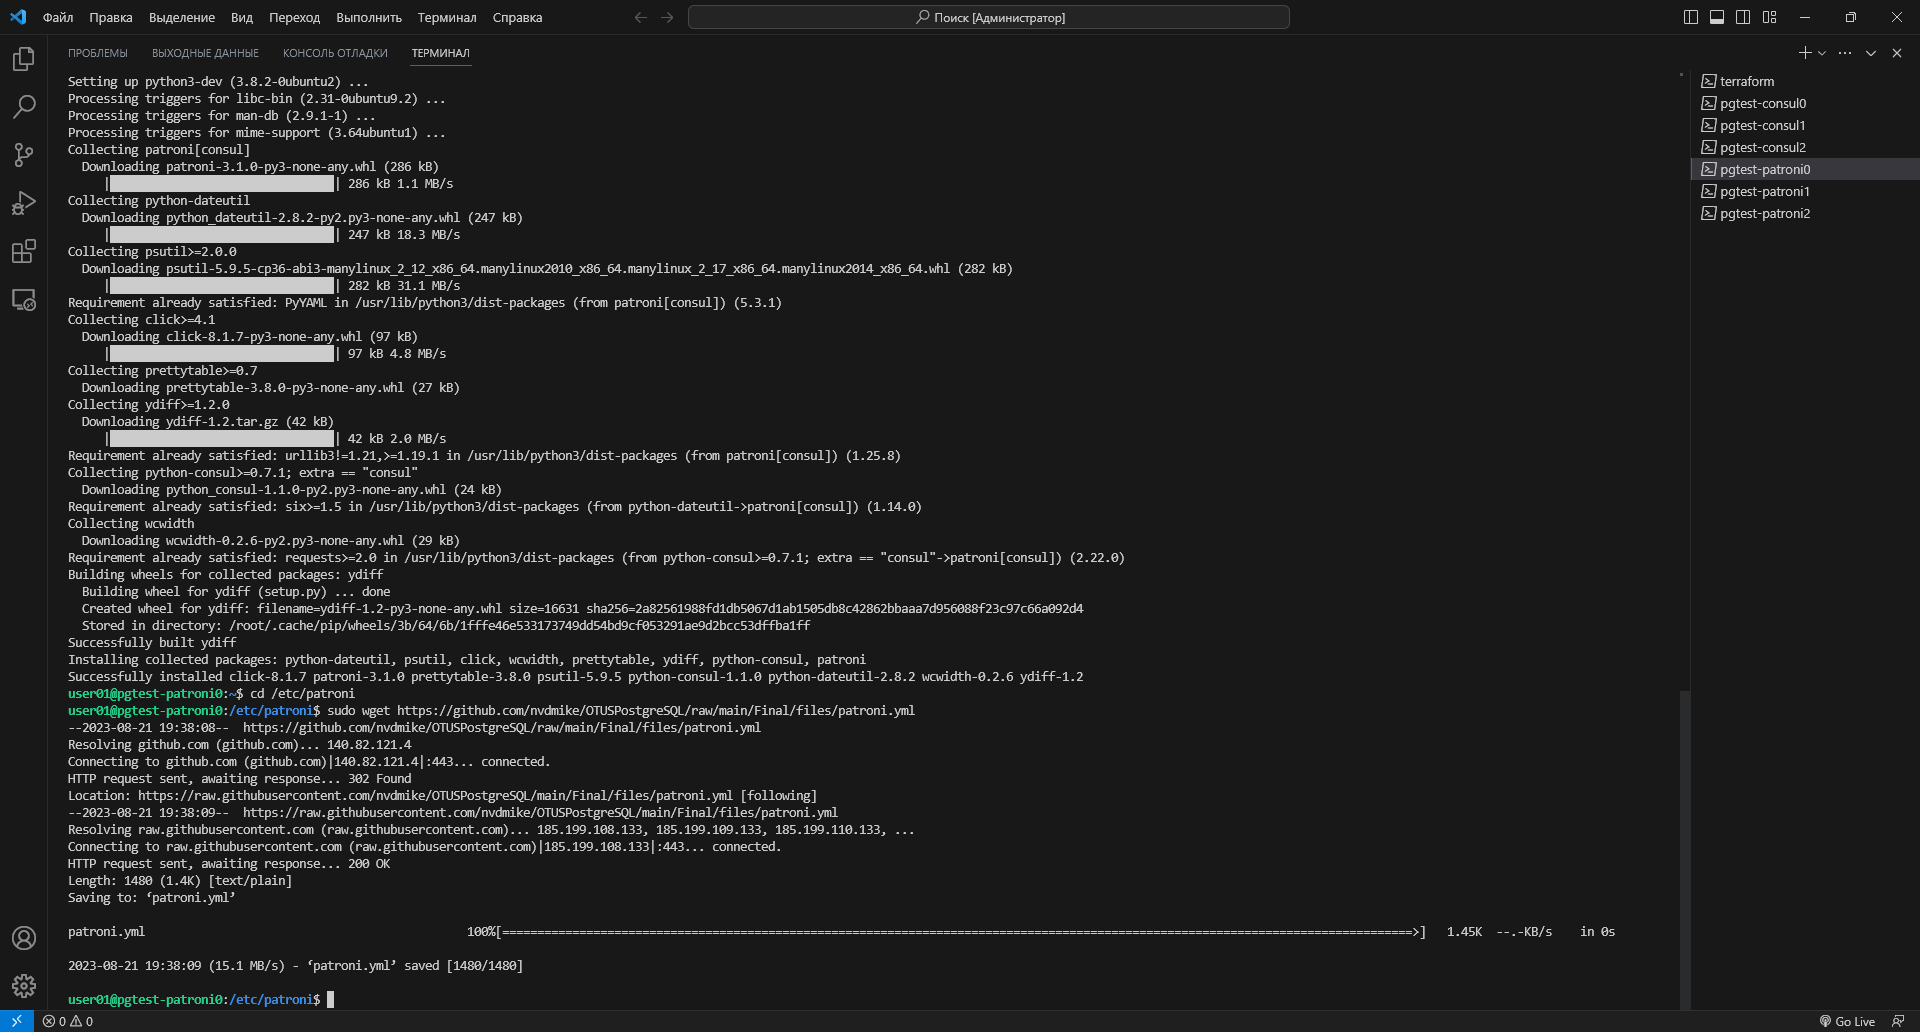 Файл Правка Выделение Вид Переход Выполнить Терминал Справка
Поиск [Администратор]
ПРОБЛЕМЫ ВЫХОДНЫЕ ДАННЫЕ КОНСОЛЬ ОТЛАДКИ ТЕРМИНАЛ
Setting up python3-dev (3.8.2-0ubuntu2) ...
Processing triggers for libc-bin (2.31-0ubuntu9.2) ...
Processing triggers for man-db (2.9.1-1) ...
Processing triggers for mime-support (3.64ubuntu1) ...
Collecting patroni[consul]
  Downloading patroni-3.1.0-py3-none-any.whl (286 kB)
     || 286 kB 1.1 MB/s
Collecting python-dateutil
  Downloading python_dateutil-2.8.2-py2.py3-none-any.whl (247 kB)
     || 247 kB 18.3 MB/s
Collecting psutil>=2.0.0
  Downloading psutil-5.9.5-cp36-abi3-manylinux_2_12_x86_64.manylinux2010_x86_64.manylinux_2_17_x86_64.manylinux2014_x86_64.whl (282 kB)
     || 282 kB 31.1 MB/s
Requirement already satisfied: PyYAML in /usr/lib/python3/dist-packages (from patroni[consul]) (5.3.1)
Collecting click>=4.1
  Downloading click-8.1.7-py3-none-any.whl (97 kB)
     || 97 kB 4.8 MB/s
Collecting prettytable>=0.7
  Downloading prettytable-3.8.0-py3-none-any.whl (27 kB)
Collecting ydiff>=1.2.0
  Downloading ydiff-1.2.tar.gz (42 kB)
     || 42 kB 2.0 MB/s
Requirement already satisfied: urllib3!=1.21,>=1.19.1 in /usr/lib/python3/dist-packages (from patroni[consul]) (1.25.8)
Collecting python-consul>=0.7.1; extra == "consul"
  Downloading python_consul-1.1.0-py2.py3-none-any.whl (24 kB)
Requirement already satisfied: six>=1.5 in /usr/lib/python3/dist-packages (from python-dateutil->patroni[consul]) (1.14.0)
Collecting wcwidth
  Downloading wcwidth-0.2.6-py2.py3-none-any.whl (29 kB)
Requirement already satisfied: requests>=2.0 in /usr/lib/python3/dist-packages (from python-consul>=0.7.1; extra == "consul"->patroni[consul]) (2.22.0)
Building wheels for collected packages: ydiff
  Building wheel for ydiff (setup.py) ... done
  Created wheel for ydiff: filename=ydiff-1.2-py3-none-any.whl size=16631 sha256=2a82561988fd1db5067d1ab1505db8c42862bbaaa7d956088f23c97c66a092d4
  Stored in directory: /root/.cache/pip/wheels/3b/64/6b/1fffe46e533173749dd54bd9cf053291ae9d2bcc53dffba1ff
Successfully built ydiff
Installing collected packages: python-dateutil, psutil, click, wcwidth, prettytable, ydiff, python-consul, patroni
Successfully installed click-8.1.7 patroni-3.1.0 prettytable-3.8.0 psutil-5.9.5 python-consul-1.1.0 python-dateutil-2.8.2 wcwidth-0.2.6 ydiff-1.2
user01@pgtest-patroni0:~$ cd /etc/patroni
user01@pgtest-patroni0:/etc/patroni$ sudo wget https://github.com/nvdmike/OTUSPostgreSQL/raw/main/Final/files/patroni.yml
--2023-08-21 19:38:08--  https://github.com/nvdmike/OTUSPostgreSQL/raw/main/Final/files/patroni.yml
Resolving github.com (github.com)... 140.82.121.4
Connecting to github.com (github.com)|140.82.121.4|:443... connected.
HTTP request sent, awaiting response... 302 Found
Location: https://raw.githubusercontent.com/nvdmike/OTUSPostgreSQL/main/Final/files/patroni.yml [following]
--2023-08-21 19:38:09--  https://raw.githubusercontent.com/nvdmike/OTUSPostgreSQL/main/Final/files/patroni.yml
Resolving raw.githubusercontent.com (raw.githubusercontent.com)... 185.199.108.133, 185.199.109.133, 185.199.110.133, ...
Connecting to raw.githubusercontent.com (raw.githubusercontent.com)|185.199.108.133|:443... connected.
HTTP request sent, awaiting response... 200 OK
Length: 1480 (1.4K) [text/plain]
Saving to: ‘patroni.yml’
patroni.yml 100%[==================================================================>] 1.45K --.-KB/s in 0s
2023-08-21 19:38:09 (15.1 MB/s) - ‘patroni.yml’ saved [1480/1480]
user01@pgtest-patroni0:/etc/patroni$
terraform
pgtest-consul0
pgtest-consul1
pgtest-consul2
pgtest-patroni0
pgtest-patroni1
pgtest-patroni2
0 0
Go Live